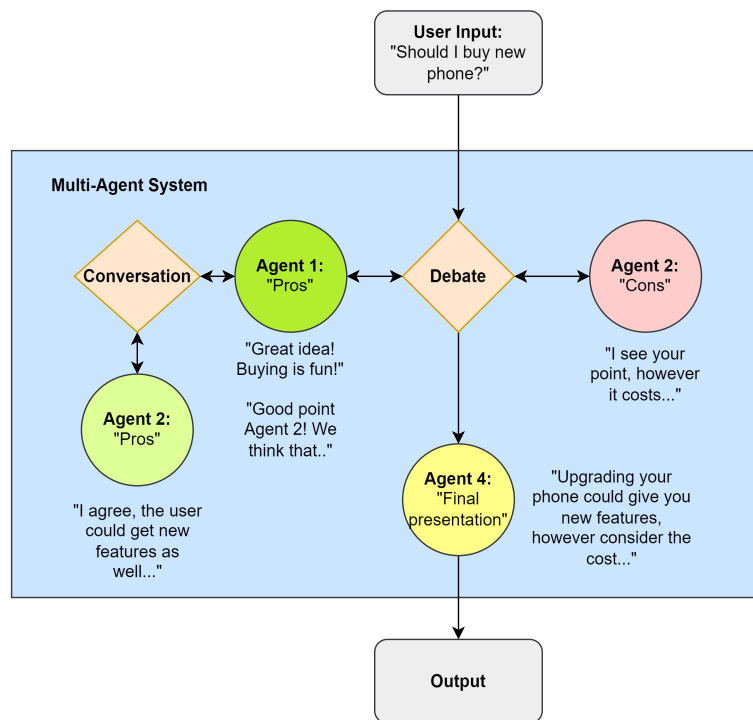 User Input:
"Should I buy new
phone?"
Multi-Agent System
Conversation
Agent 1:
"Pros"
Debate
Agent 2:
"Cons"
"Great idea!
Buying is fun!"
"Good point
Agent 2! We
think that.."
"I see your
point, however
it costs..."
Agent 2:
"Pros"
"I agree, the user
could get new
features as
well..."
Agent 4:
"Final
presentation"
"Upgrading your
phone could give you
new features,
however consider the
cost..."
Output